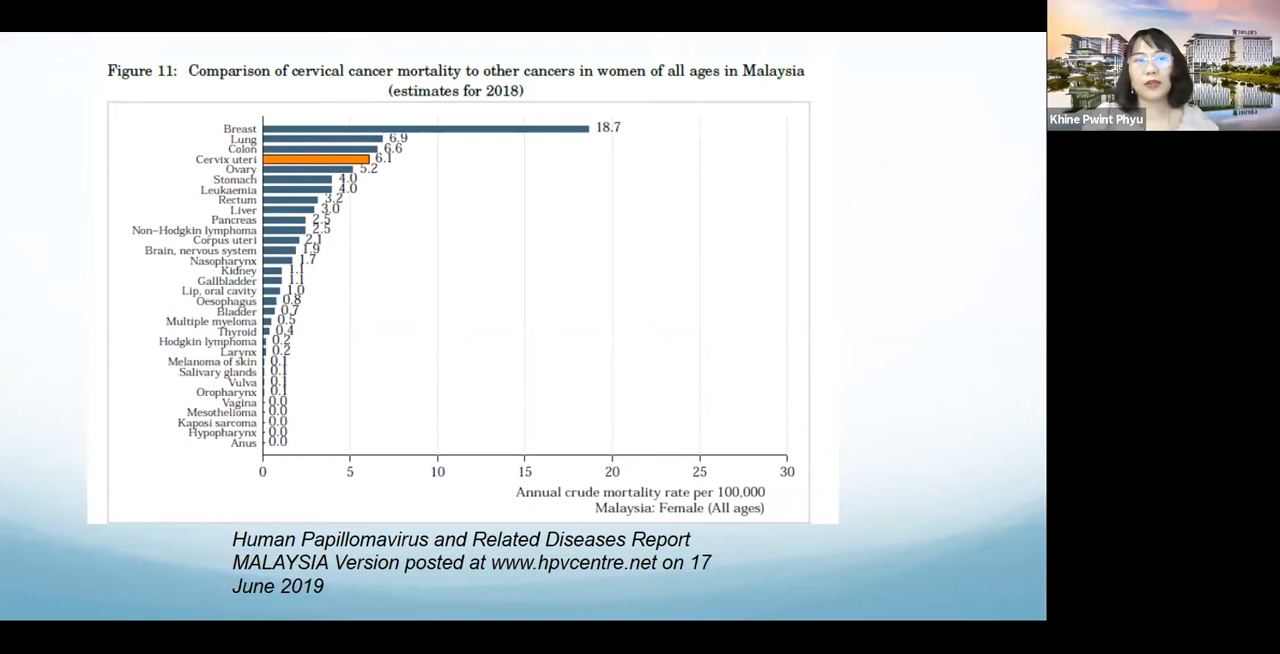 Figure 11: Comparison of cervical cancer mortality to other cancers in women of all ages in Malaysia
(estimates for 2018)
Breast 18.7
Lung 6.9
Colon 6.6
Cervix uteri 6.1
Ovary 5.2
Stomach 4.0
Leukaemia 4.0
Rectum 3.2
Liver 3.0
Pancreas 2.5
Non-Hodgkin lymphoma 2.5
Corpus uteri 2.1
Brain, nervous system 1.9
Nasopharynx 1.7
Kidney 1.1
Gallbladder 1.1
Lip, oral cavity 1.0
Oesophagus 0.8
Bladder 0.7
Multiple myeloma 0.5
Thyroid 0.4
Hodgkin lymphoma 0.2
Larynx 0.2
Melanoma of skin 0.1
Salivary glands 0.1
Vulva 0.1
Oropharynx 0.1
Vagina 0.0
Mesothelioma 0.0
Kaposi sarcoma 0.0
Hypopharynx 0.0
Anus 0.0
0 5 10 15 20 25 30
Annual crude mortality rate per 100,000
Malaysia: Female (All ages)
Human Papillomavirus and Related Diseases Report
MALAYSIA Version posted at www.hpvcentre.net on 17
June 2019
Khine Pwint Phyu